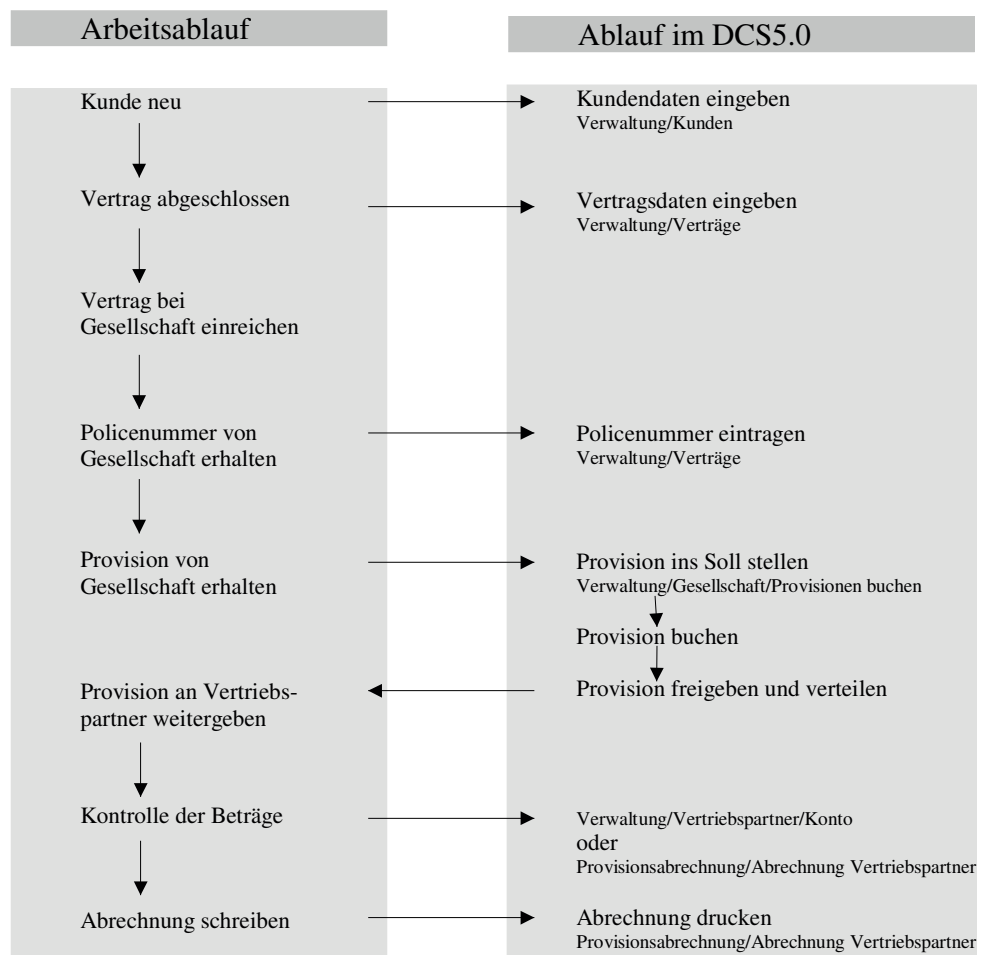 Arbeitsablauf
Ablauf im DCS5.0
Kunde neu
Kundendaten eingeben
Verwaltung/Kunden
Vertrag abgeschlossen
Vertragsdaten eingeben
Verwaltung/Verträge
Vertrag bei
Gesellschaft einreichen
Policenummer von
Gesellschaft erhalten
Policenummer eintragen
Verwaltung/Verträge
Provision von
Gesellschaft erhalten
Provision ins Soll stellen
Verwaltung/Gesellschaft/Provisionen buchen
Provision buchen
Provision freigeben und verteilen
Provision an Vertriebs-
partner weitergeben
Kontrolle der Beträge
Verwaltung/Vertriebspartner/Konto
oder
Provisionsabrechnung/Abrechnung Vertriebspartner
Abrechnung schreiben
Abrechnung drucken
Provisionsabrechnung/Abrechnung Vertriebspartner